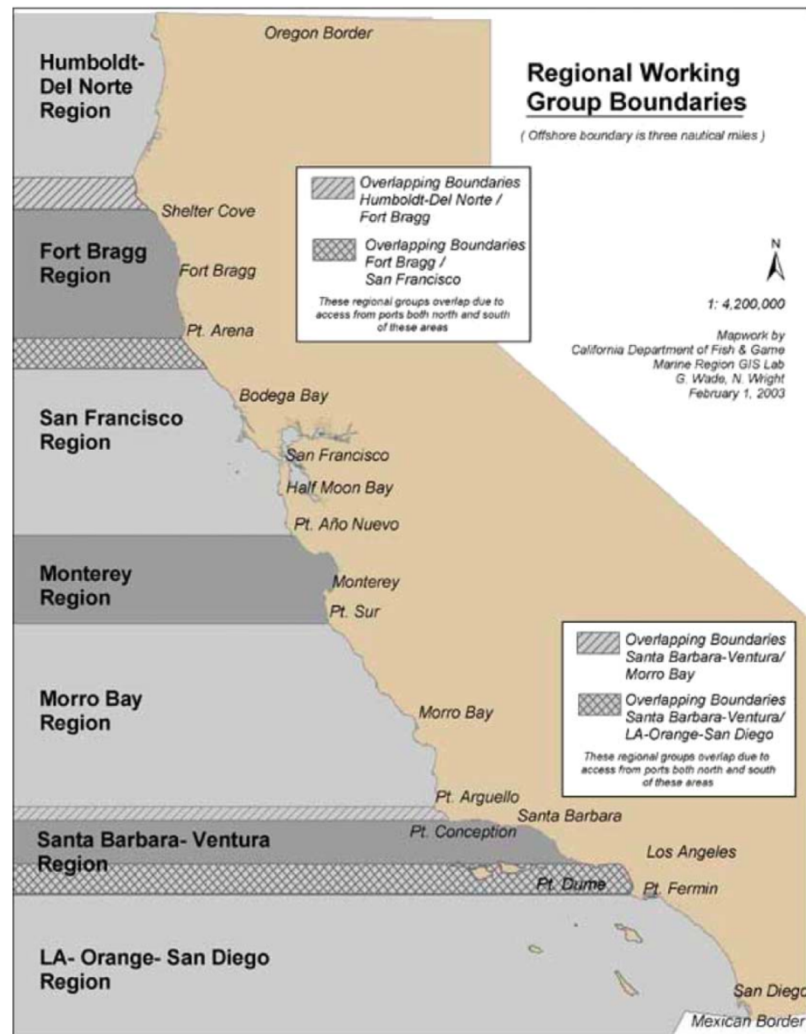 Oregon Border
Humboldt-
Del Norte
Region
Regional Working
Group Boundaries
( Offshore boundary is three nautical miles )
Overlapping Boundaries
Humboldt-Del Norte /
Fort Bragg
Overlapping Boundaries
Fort Bragg /
San Francisco
These regional groups overlap due to
access from ports both north and south
of these areas
N
1: 4,200,000
Mapwork by
California Department of Fish & Game
Marine Region GIS Lab
G. Wade, N. Wright
February 1, 2003
Shelter Cove
Fort Bragg
Region
Fort Bragg
Pt. Arena
Bodega Bay
San Francisco
Region
San Francisco
Half Moon Bay
Pt. Año Nuevo
Monterey
Region
Monterey
Pt. Sur
Overlapping Boundaries
Santa Barbara-Ventura/
Morro Bay
Overlapping Boundaries
Santa Barbara-Ventura/
LA-Orange-San Diego
These regional groups overlap due to
access from ports both north and south
of these areas
Morro Bay
Region
Morro Bay
Pt. Arguello
Santa Barbara
Pt. Conception
Santa Barbara- Ventura
Region
Los Angeles
Pt. Dume
Pt. Fermin
LA- Orange- San Diego
Region
San Diego
Mexican Border